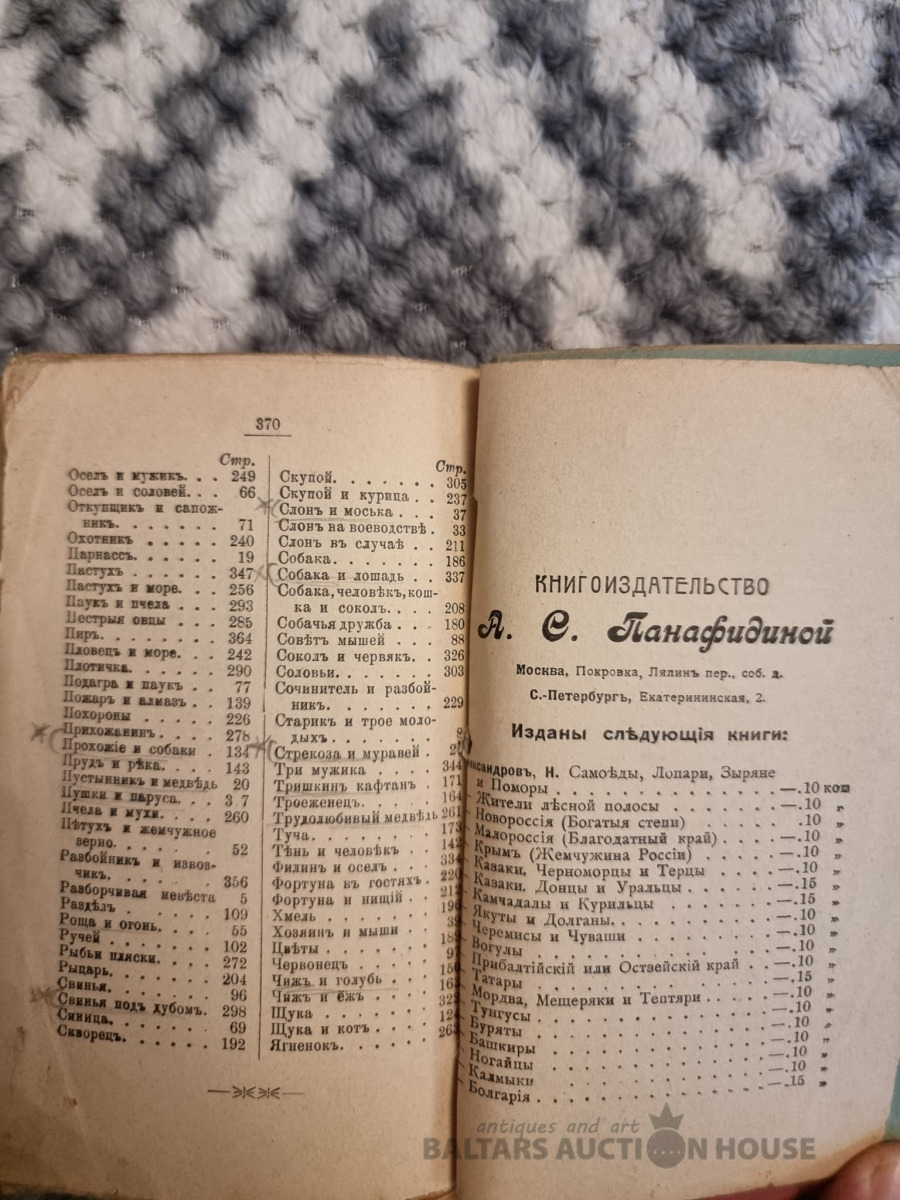 370
Стр.
Оселъ и мужикъ. . . 249
Оселъ и соловей. . . 66
Откупщикъ и сапож-
никъ. . . . . . . 71
Охотникъ . . . . . 240
Парнассъ. . . . . . 19
Пастухъ . . . . . . 347
Пастухъ и море. . . 256
Паукъ и пчела . . . 293
Пестрыя овцы . . . 285
Пиръ. . . . . . . . 364
Пловецъ и море. . . 242
Плотичка. . . . . . 290
Подагра и паукъ . . 77
Пожаръ и алмазъ . . 139
Похороны . . . . . 226
Прихожанинъ. . . . 278
Прохожіе и собаки . 134
Прудъ и рѣка. . . . 143
Пустынникъ и медвѣдь 20
Пушки и паруса. . . 3 7
Пчела и мухи. . . . 260
Пѣтухъ и жемчужное
зерно. . . . . . 52
Разбойникъ и извоз-
чикъ. . . . . . . 356
Разборчивая невѣста 5
Раздѣлъ . . . . . . 109
Роща и огонь. . . . 55
Ручей . . . . . . . 102
Рыбьи пляски. . . . 272
Рыцарь. . . . . . . 204
Свинья. . . . . . . 96
Свинья подъ дубомъ. 298
Синица. . . . . . . 69
Скворецъ. . . . . . 192
Стр.
Скупой. . . . . . . 305
Скупой и курица . . 237
Слонъ и моська . . . 37
Слонъ на воеводствѣ . 33
Слонъ въ случаѣ . . 211
Собака. . . . . . . 186
Собака и лошадь . . 337
Собака, человѣкъ, кош-
ка и соколъ. . . . 208
Собачья дружба . . . 180
Совѣтъ мышей . . . 88
Соколъ и червякъ. . 326
Соловьи. . . . . . 303
Сочинитель и разбой-
никъ. . . . . . . 229
Старикъ и трое моло-
дыхъ. . . . . . .
Стрекоза и муравей .
Три мужика . . . . 344
Тришкинъ кафтанъ . 171
Троеженецъ. . . . . 164
Трудолюбивый медвѣдь 261
Туча. . . . . . . . 173
Тѣнь и человѣкъ . . 142
Филинъ и оселъ. . . 334
Фортуна въ гостяхъ. . 220
Фортуна и нищій . . 212
Хмель . . . . . . . 196
Хозяинъ и мыши . .
Цвѣты . . . . . .
Червонецъ . . . .
Чижъ и голубь . . .
Чижъ и ёжъ . . . .
Щука . . . . . .
Щука и котъ . . . .
Ягненокъ. . . . .
КНИГОИЗДАТЕЛЬСТВО
А. С. Панафидиной
Москва, Покровка, Лялинъ пер., соб. д.
С.-Петербургъ, Екатерининская, 2.
Изданы слѣдующія книги:
ександровъ, Н. Самоѣды, Лопари, Зыряне
и Поморы . . . . . . . —.10 коп
Жители лѣсной полосы . . . . —.10 „
Новороссія (Богатыя степи) . . .10 „
Малороссія (Благодатный край) . . —.10 „
Крымъ (Жемчужина Россіи) . . . —.10 „
Казаки. Черноморцы и Терцы . . . —.10 „
Казаки. Донцы и Уральцы . . . . —.15 „
Камчадалы и Курильцы . . . . —.15 „
Якуты и Долганы. . . . . . —.10 „
Черемисы и Чуваши . . . . . —.10 „
Вогулы . . . . . . . . —.10 „
Прибалтійскій или Остзейскій край . . —.10 „
Татары . . . . . . . . —.15 „
Мордва, Мещеряки и Тептяри . . . —.10 „
Тунгусы . . . . . . . . —.10 „
Буряты . . . . . . . . —.10 „
Башкиры . . . . . . . . —.10 „
Ногайцы . . . . . . . . —.10 „
Калмыки . . . . . . . . —.15 „
Болгарія . . . . . . . .
antiques and art
BALTARS AUCTION HOUSE